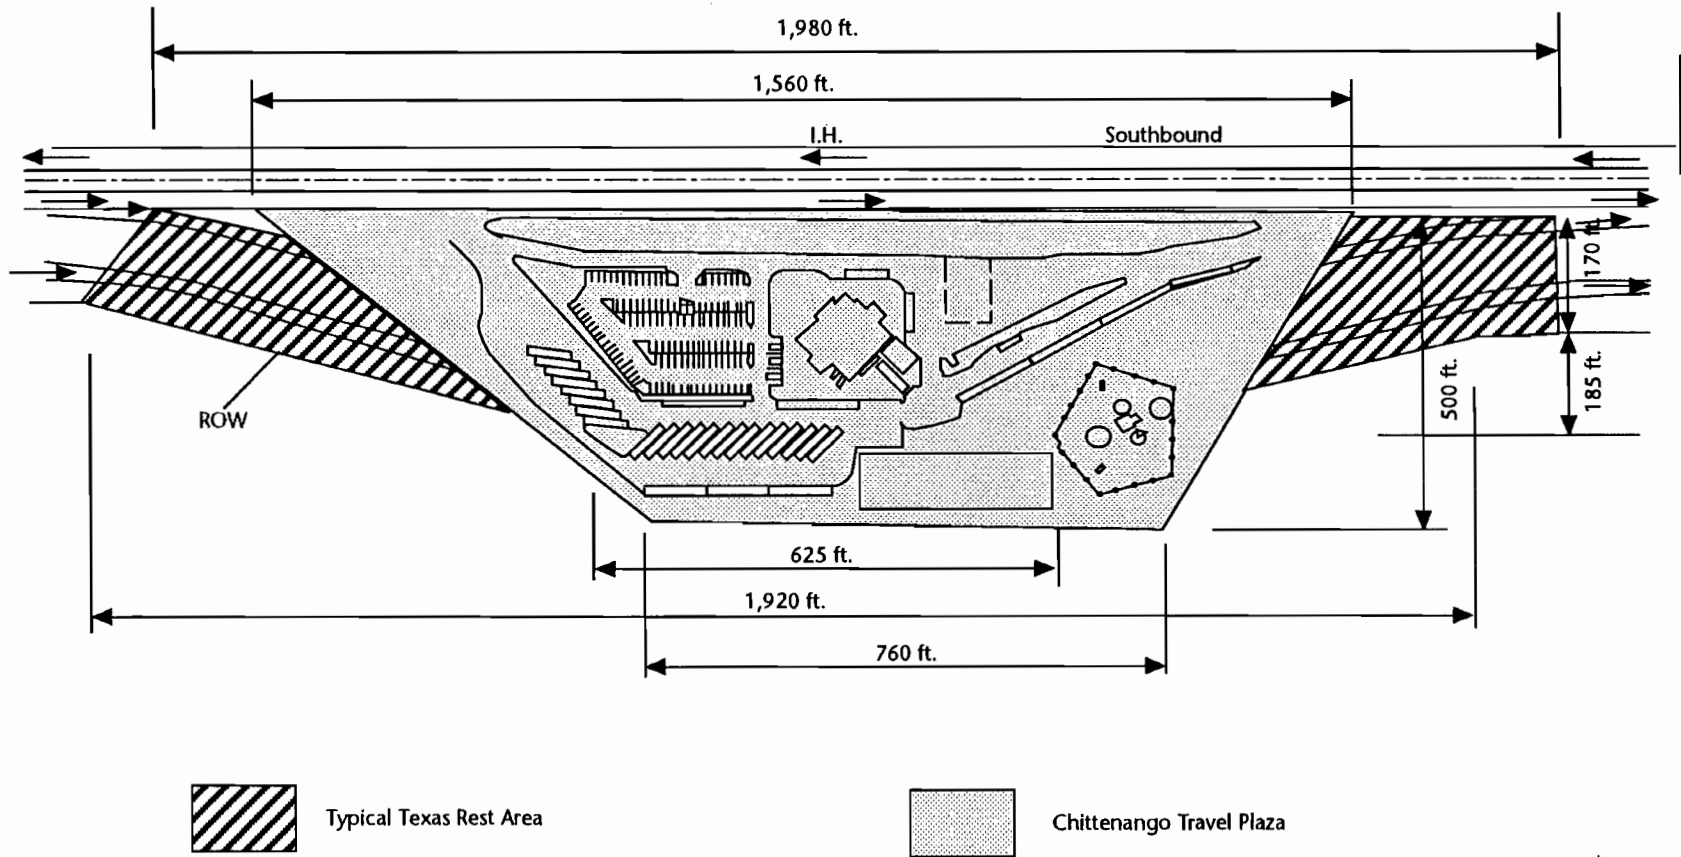 1,980 ft.
1,560 ft.
I.H.
Southbound
170 ft.
500 ft.
185 ft.
ROW
625 ft.
1,920 ft.
760 ft.
Typical Texas Rest Area
Chittenango Travel Plaza